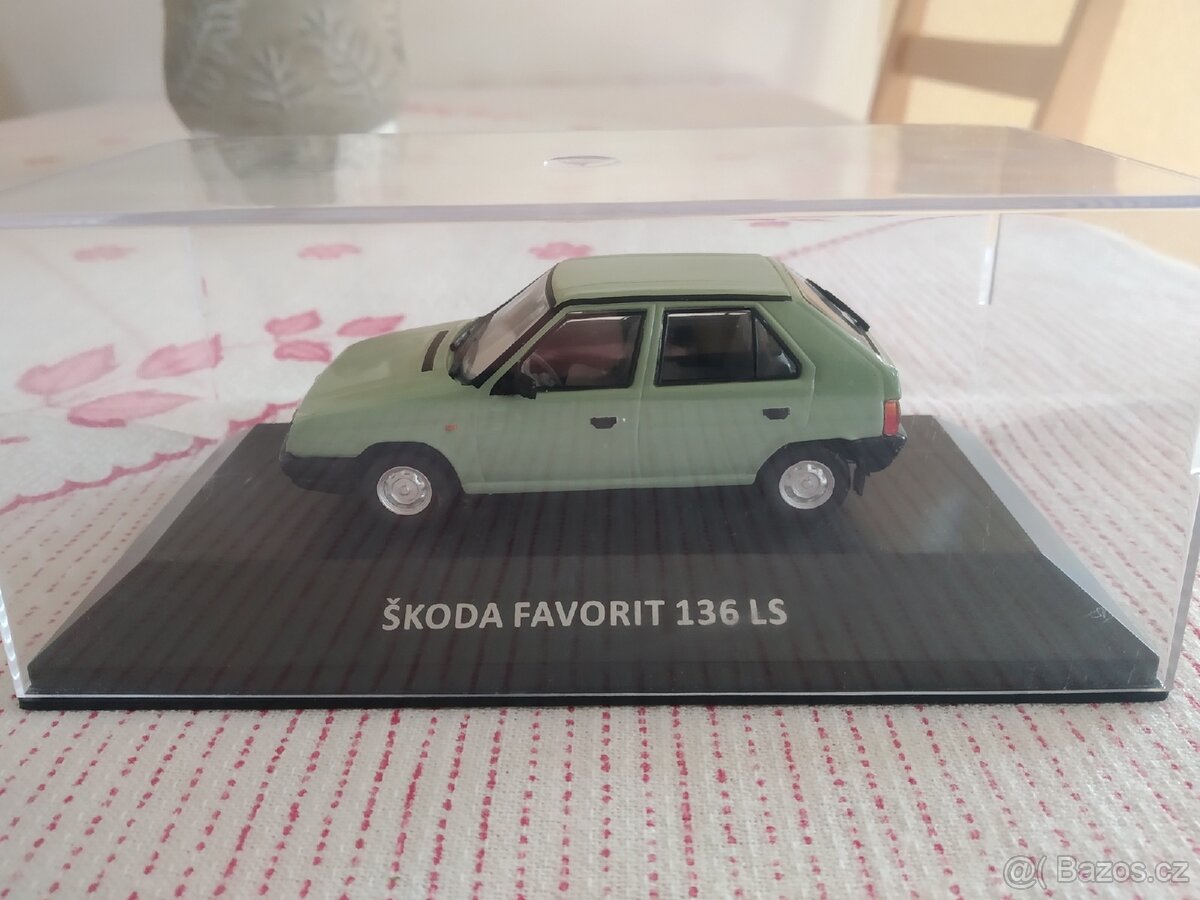 ŠKODA FAVORIT 136 LS
@( Bazos.cz